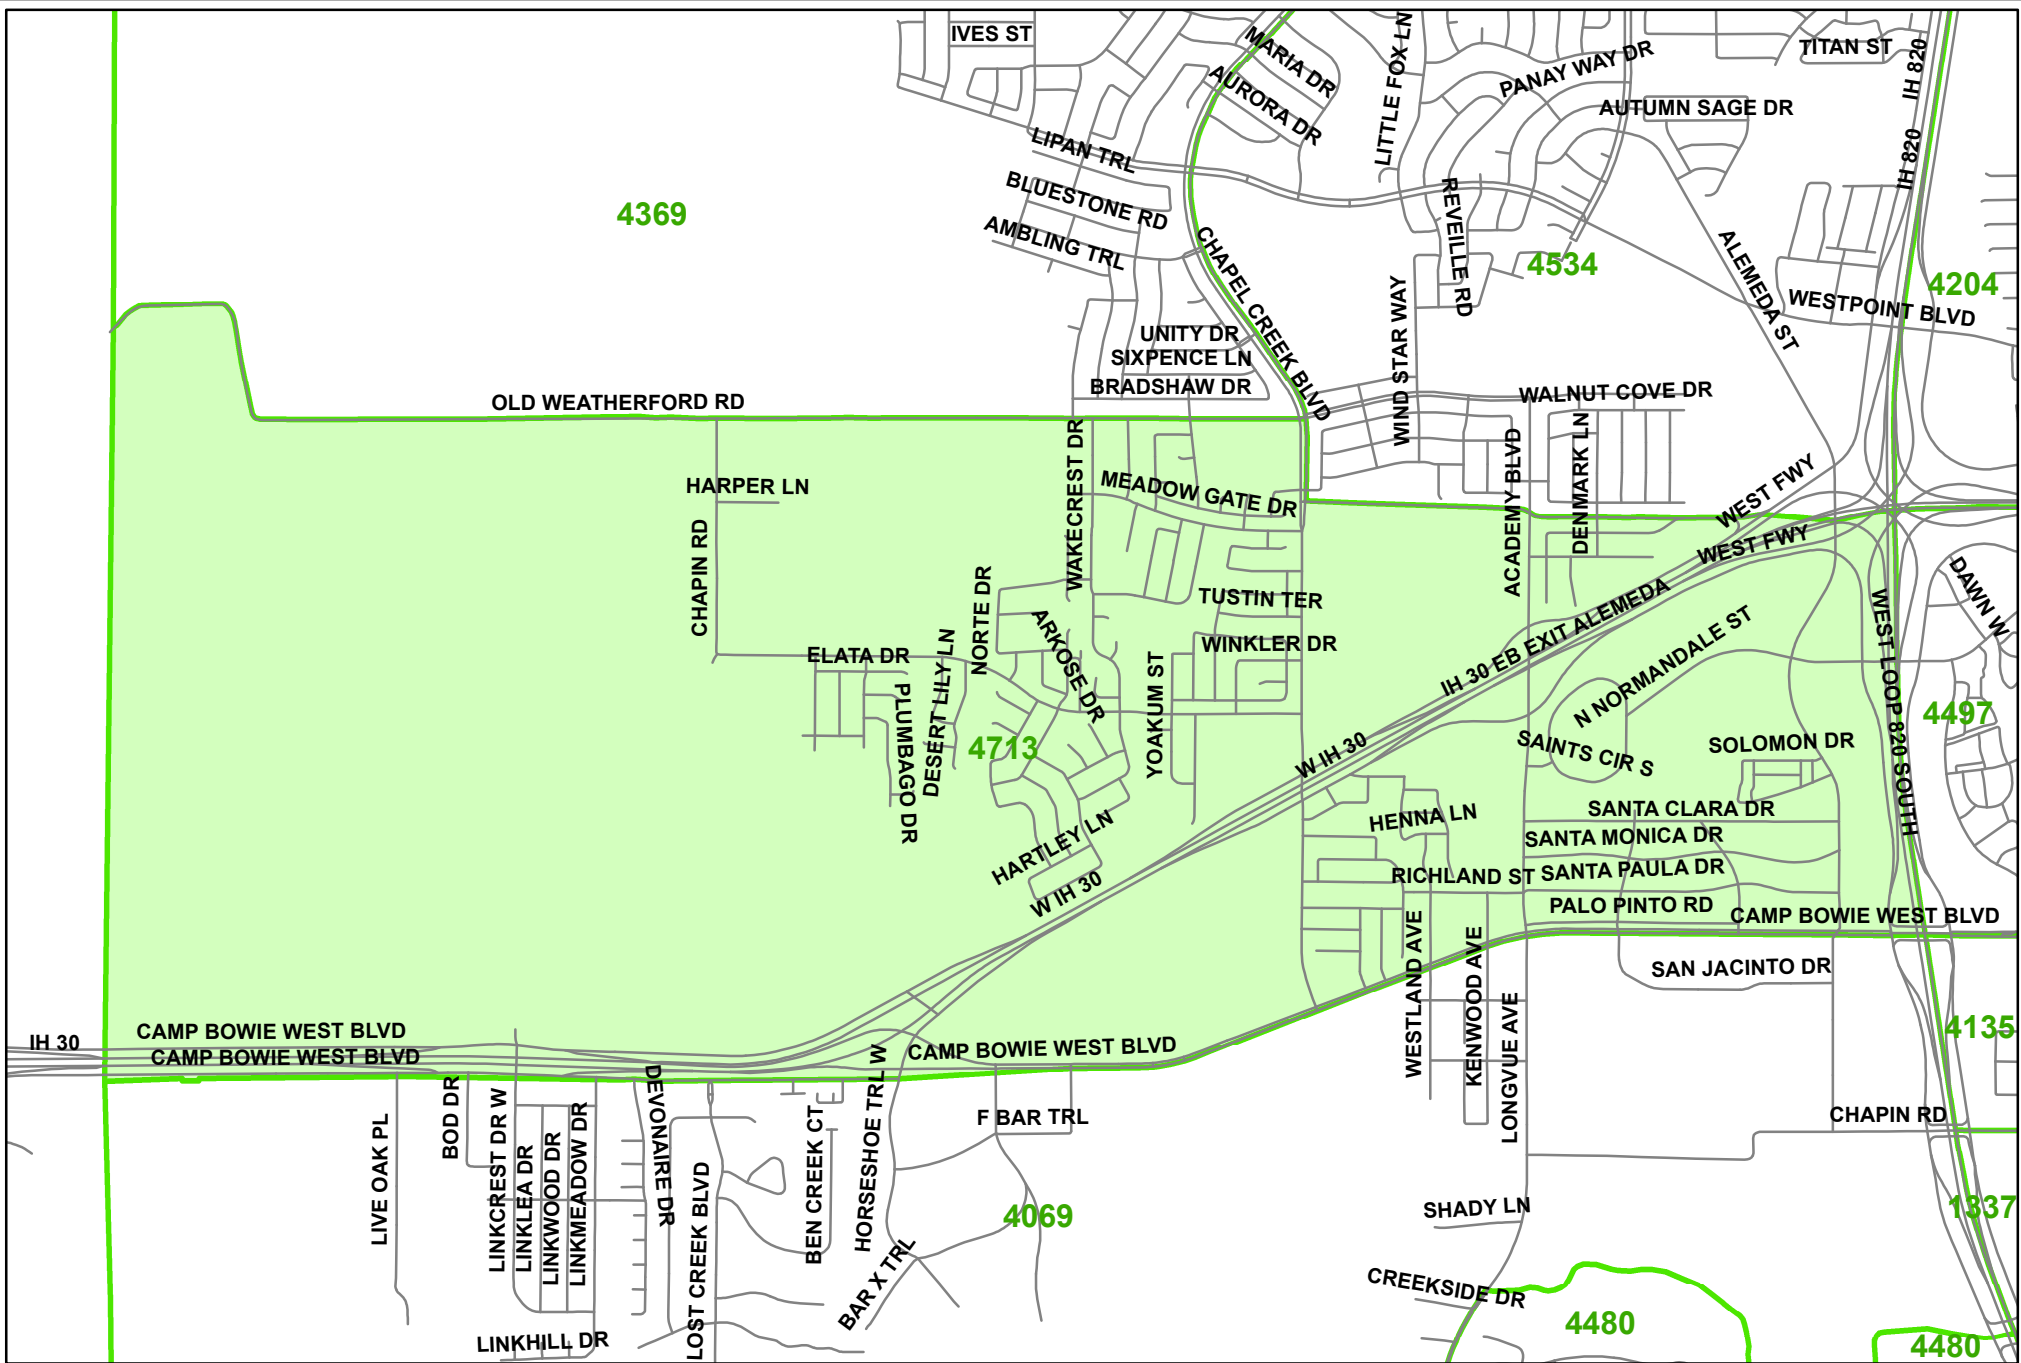 IVES ST
MARIA DR
AURORA DR
LITTLE FOX LN
PANAY WAY DR
TITAN ST
IH 820
AUTUMN SAGE DR
IH 820
LIPAN TRL
BLUESTONE RD
AMBLING TRL
4369
REVEILLE RD
4534
ALEMEDA ST
4204
WESTPOINT BLVD
CHAPEL CREEK BLVD
WIND STAR WAY
UNITY DR
SIXPENCE LN
BRADSHAW DR
WALNUT COVE DR
OLD WEATHERFORD RD
WAKECREST DR
ACADEMY BLVD
DENMARK LN
HARPER LN
MEADOW GATE DR
WEST FWY
WEST FWY
CHAPIN RD
NORTE DR
TUSTIN TER
WINKLER DR
IH 30 EB EXIT ALEMEDA
DAWN W
WEST LOOP 820 SOUTH
N NORMANDALE ST
ELATA DR
DESERT LILY LN
ARKOSE DR
YOAKUM ST
PLUMBAGO DR
4713
4497
W IH 30
SAINTS CIR S
SOLOMON DR
HENNA LN
SANTA CLARA DR
SANTA MONICA DR
HARTLEY LN
W IH 30
RICHLAND ST
SANTA PAULA DR
PALO PINTO RD
CAMP BOWIE WEST BLVD
WESTLAND AVE
KENWOOD AVE
LONGVUE AVE
SAN JACINTO DR
IH 30
CAMP BOWIE WEST BLVD
CAMP BOWIE WEST BLVD
CAMP BOWIE WEST BLVD
4135
LIVE OAK PL
BOD DR
LINKCREST DR W
LINKLEA DR
LINKWOOD DR
LINKMEADOW DR
DEVONAIRE DR
LOST CREEK BLVD
BEN CREEK CT
HORSESHOE TRL W
F BAR TRL
CHAPIN RD
BAR X TRL
4069
SHADY LN
1337
CREEKSIDE DR
4480
4480
LINKHILL DR